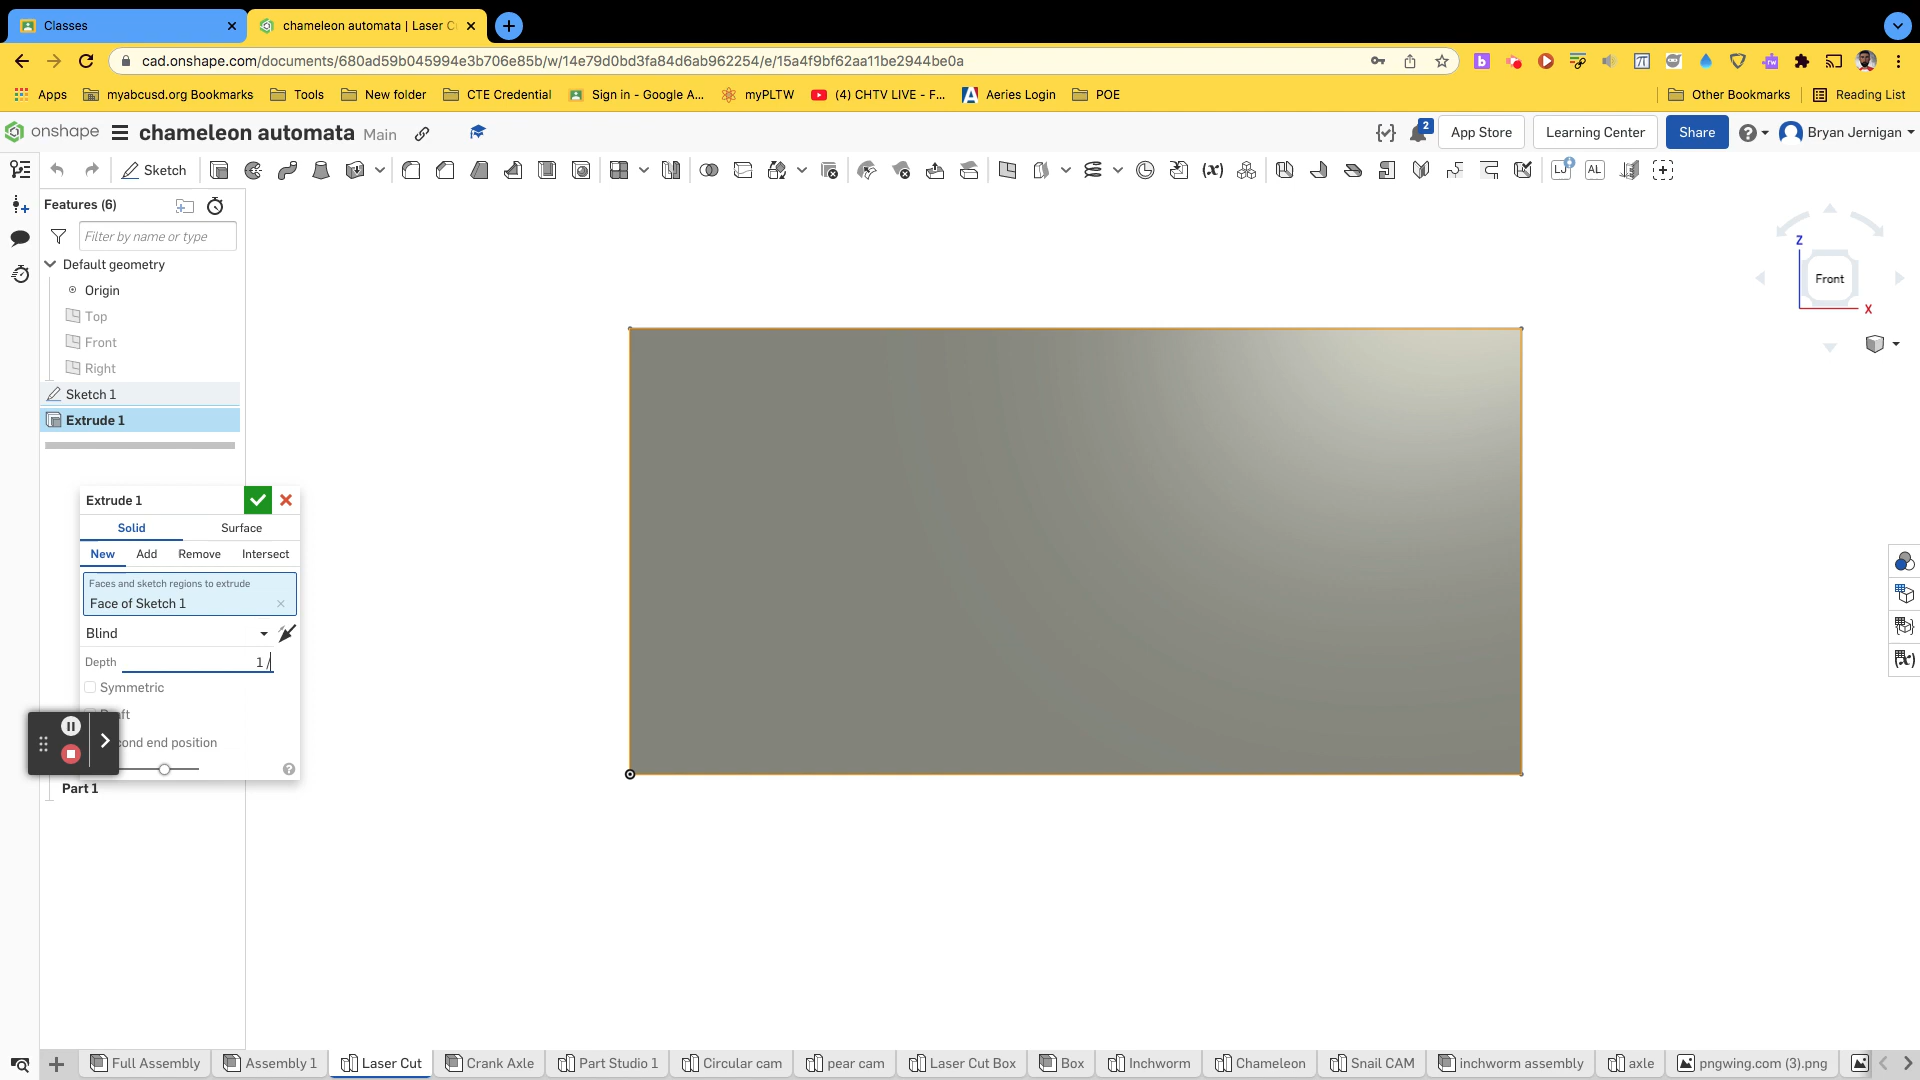 Classes
chameleon automata | Laser C
cad.onshape.com/documents/680ad59b045994e3b706e85b/w/14e79d0bd3fa84d6ab962254/e/15a4f9bf62aa11be2944be0a
Apps
myabcusd.org Bookmarks
Tools
New folder
CTE Credential
Sign in - Google A...
myPLTW
(4) CHTV LIVE - F...
Aeries Login
POE
Other Bookmarks
Reading List
onshape
chameleon automata
Main
2
App Store
Learning Center
Share
Bryan Jernigan
Sketch
Features (6)
Filter by name or type
Default geometry
Origin
Top
Front
Right
Sketch 1
Extrude 1
Z
Front
X
Extrude 1
Solid
Surface
New
Add
Remove
Intersect
Faces and sketch regions to extrude
Face of Sketch 1
Blind
Depth
1 /
Symmetric
ond end position
Part 1
Full Assembly
Assembly 1
Laser Cut
Crank Axle
Part Studio 1
Circular cam
pear cam
Laser Cut Box
Box
Inchworm
Chameleon
Snail CAM
inchworm assembly
axle
pngwing.com (3).png